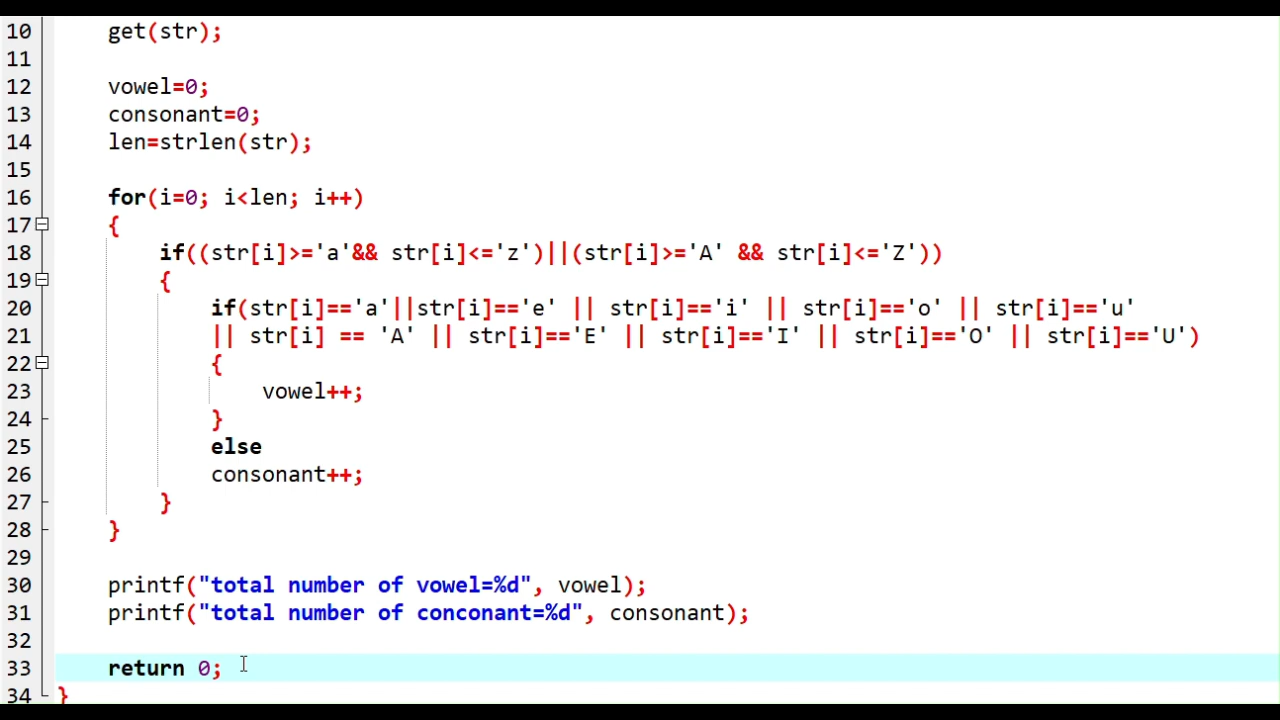 10 get(str);
11
12 vowel=0;
13 consonant=0;
14 len=strlen(str);
15
16 for(i=0; i<len; i++)
17 {
18 if((str[i]>='a'&& str[i]<='z')||(str[i]>='A' && str[i]<='Z'))
19 {
20 if(str[i]=='a'||str[i]=='e' || str[i]=='i' || str[i]=='o' || str[i]=='u'
21 || str[i] == 'A' || str[i]=='E' || str[i]=='I' || str[i]=='O' || str[i]=='U')
22 {
23 vowel++;
24 }
25 else
26 consonant++;
27 }
28 }
29
30 printf("total number of vowel=%d", vowel);
31 printf("total number of conconant=%d", consonant);
32
33 return 0;
34 }